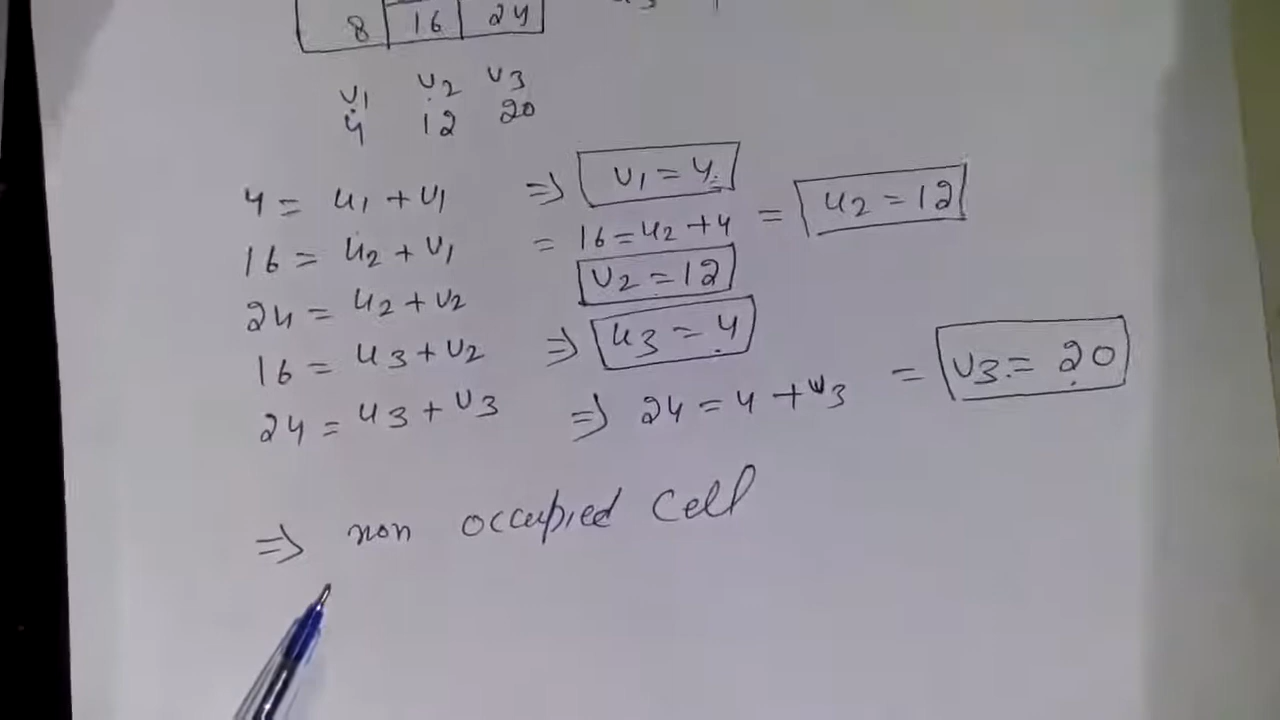 8 16 24
v1 v2 v3
4 12 20
4 = u1 + v1 ⇒ v1 = 4
16 = u2 + v1 = 16 = u2 + 4 = u2 = 12
24 = u2 + v2 v2 = 12
16 = u3 + v2 ⇒ u3 = 4
24 = u3 + v3 ⇒ 24 = 4 + v3 = v3 = 20
⇒ non occupied cell